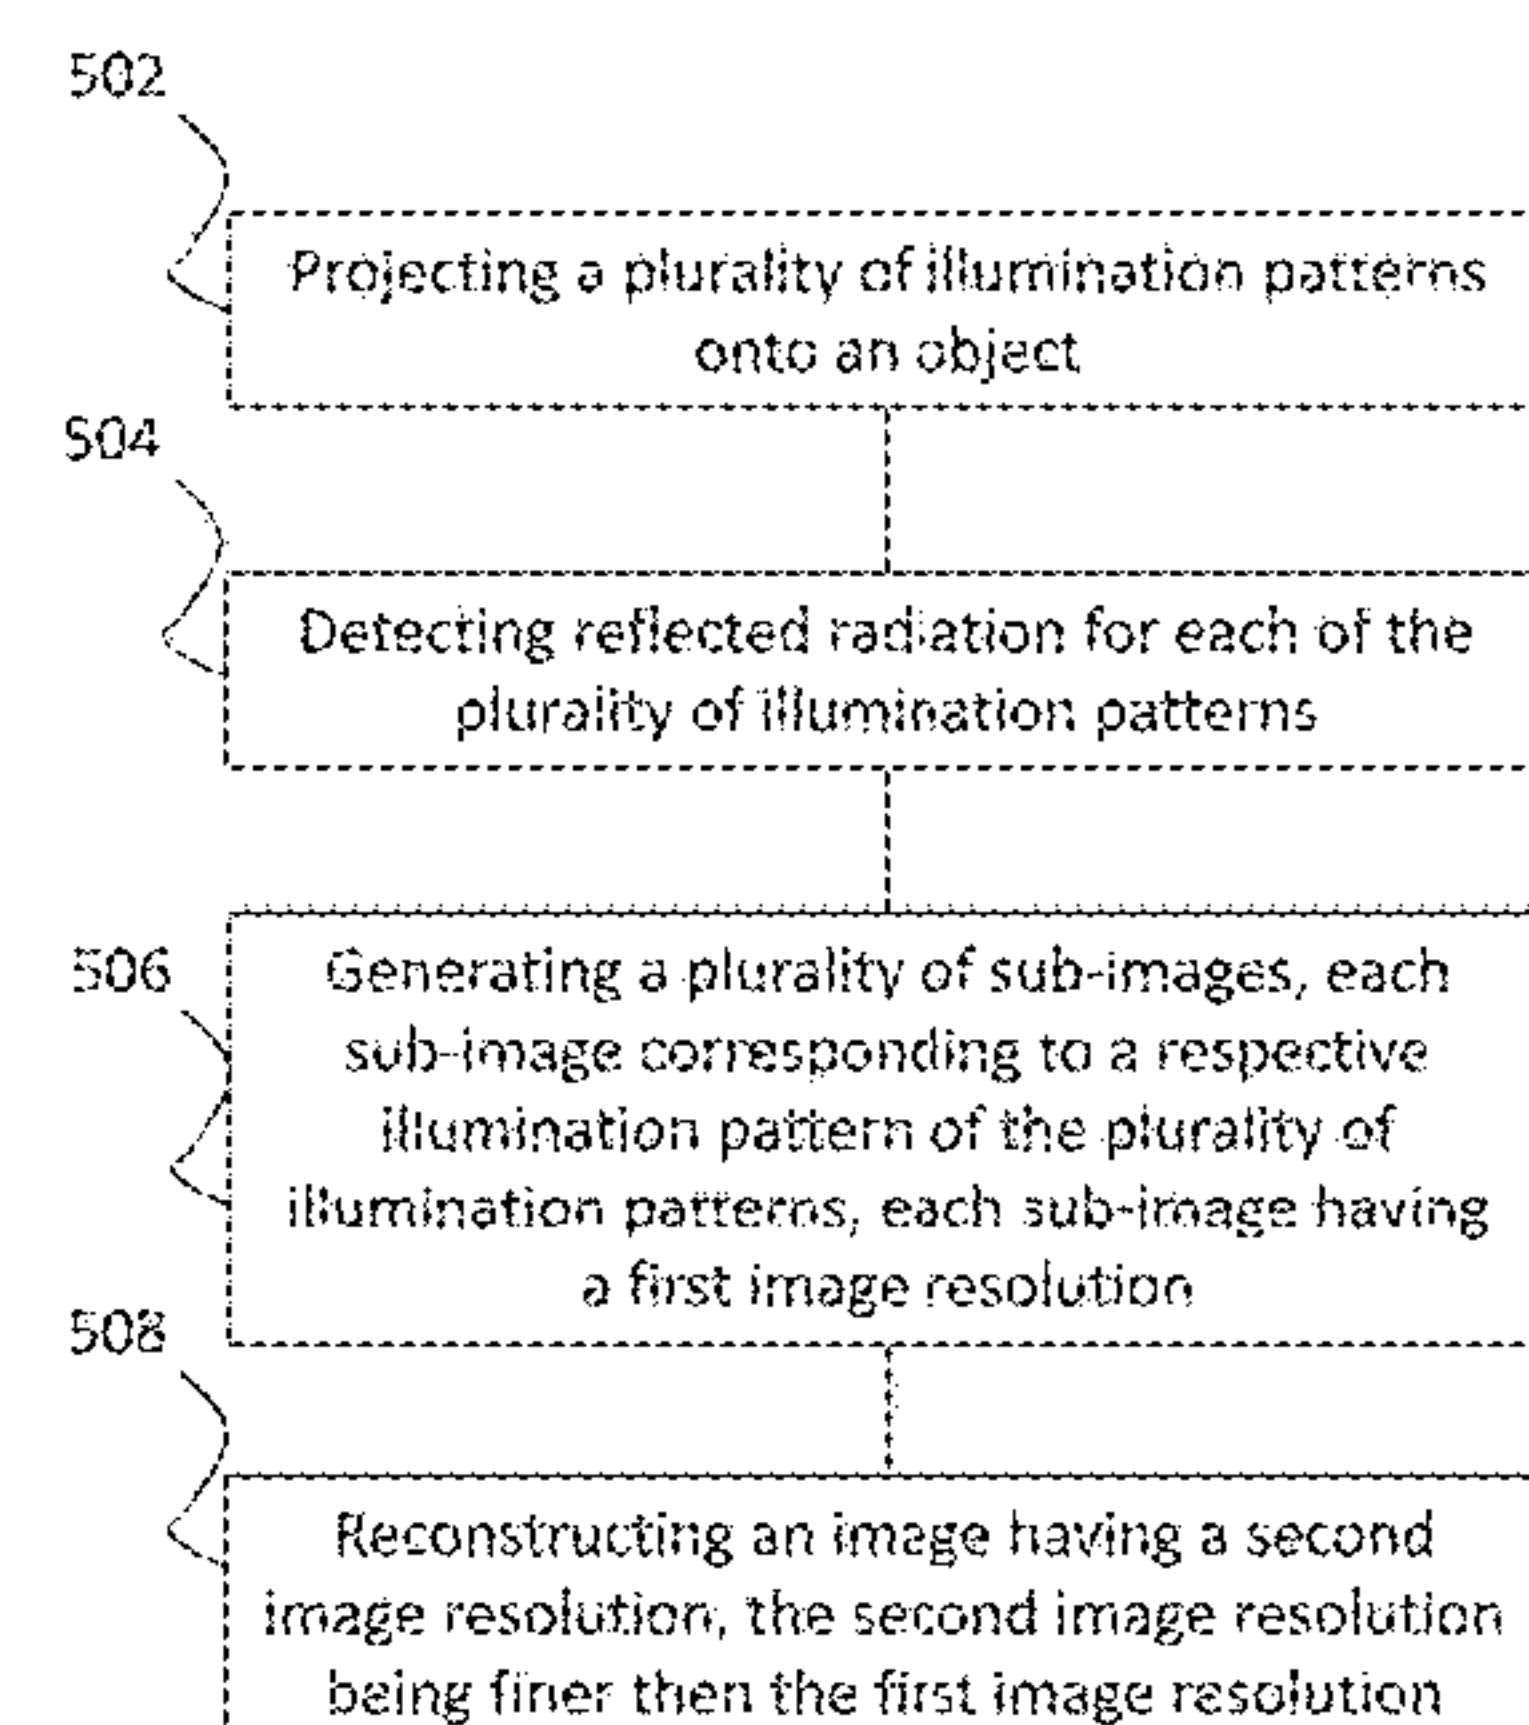 502
Projecting a plurality of illumination patterns
onto an object
504
Detecting reflected radiation for each of the
plurality of illumination patterns
506
Generating a plurality of sub-images, each
sub-image corresponding to a respective
illumination pattern of the plurality of
illumination patterns, each sub-image having
a first image resolution
508
Reconstructing an image having a second
image resolution, the second image resolution
being finer then the first image resolution